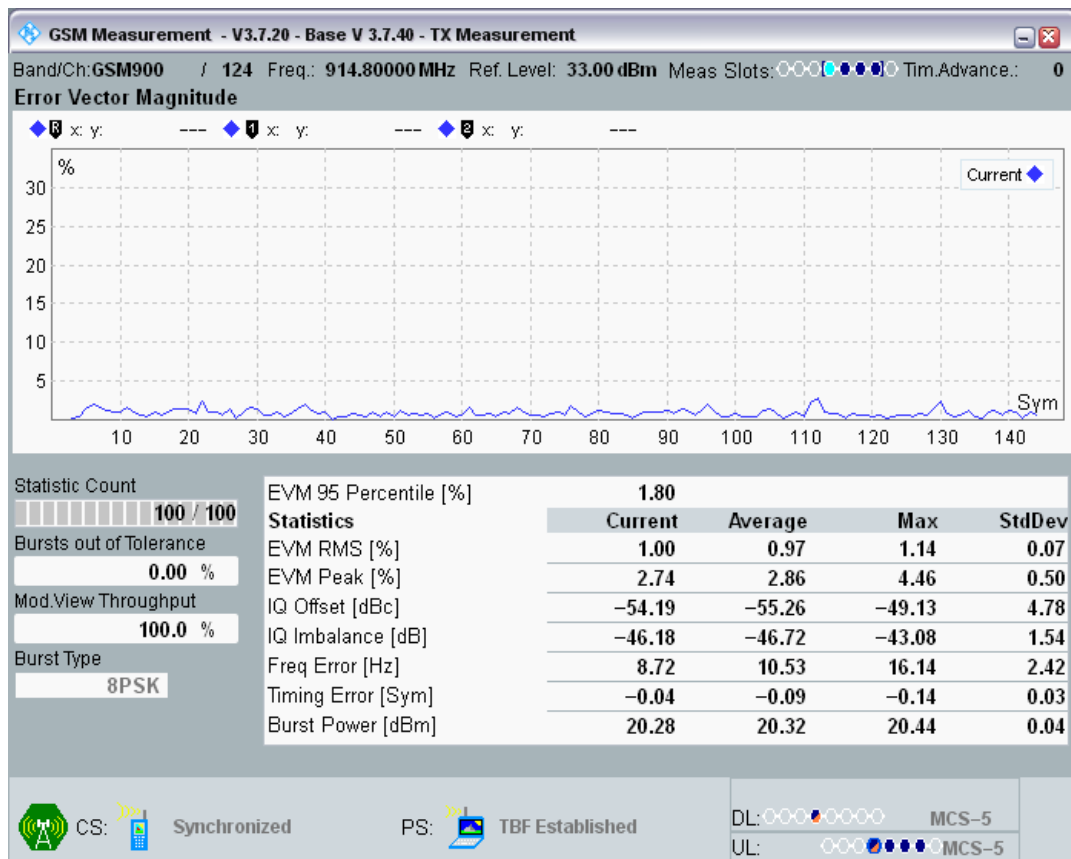 GSM Measurement - V3.7.20 - Base V 3.7.40 - TX Measurement
Band/Ch:GSM900 / 124 Freq.: 914.80000 MHz Ref. Level: 33.00 dBm Meas Slots: Tim.Advance.: 0
Error Vector Magnitude
R x: y: --- 1 x: y: --- 2 x: y: ---
%
Current
30
25
20
15
10
5
Sym
10 20 30 40 50 60 70 80 90 100 110 120 130 140
Statistic Count
100 / 100
Bursts out of Tolerance
0.00 %
Mod.View Throughput
100.0 %
Burst Type
8PSK
EVM 95 Percentile [%] 1.80
Statistics Current Average Max StdDev
EVM RMS [%] 1.00 0.97 1.14 0.07
EVM Peak [%] 2.74 2.86 4.46 0.50
IQ Offset [dBc] −54.19 −55.26 −49.13 4.78
IQ Imbalance [dB] −46.18 −46.72 −43.08 1.54
Freq Error [Hz] 8.72 10.53 16.14 2.42
Timing Error [Sym] −0.04 −0.09 −0.14 0.03
Burst Power [dBm] 20.28 20.32 20.44 0.04
CS: Synchronized PS: TBF Established
DL: MCS−5
UL: MCS−5